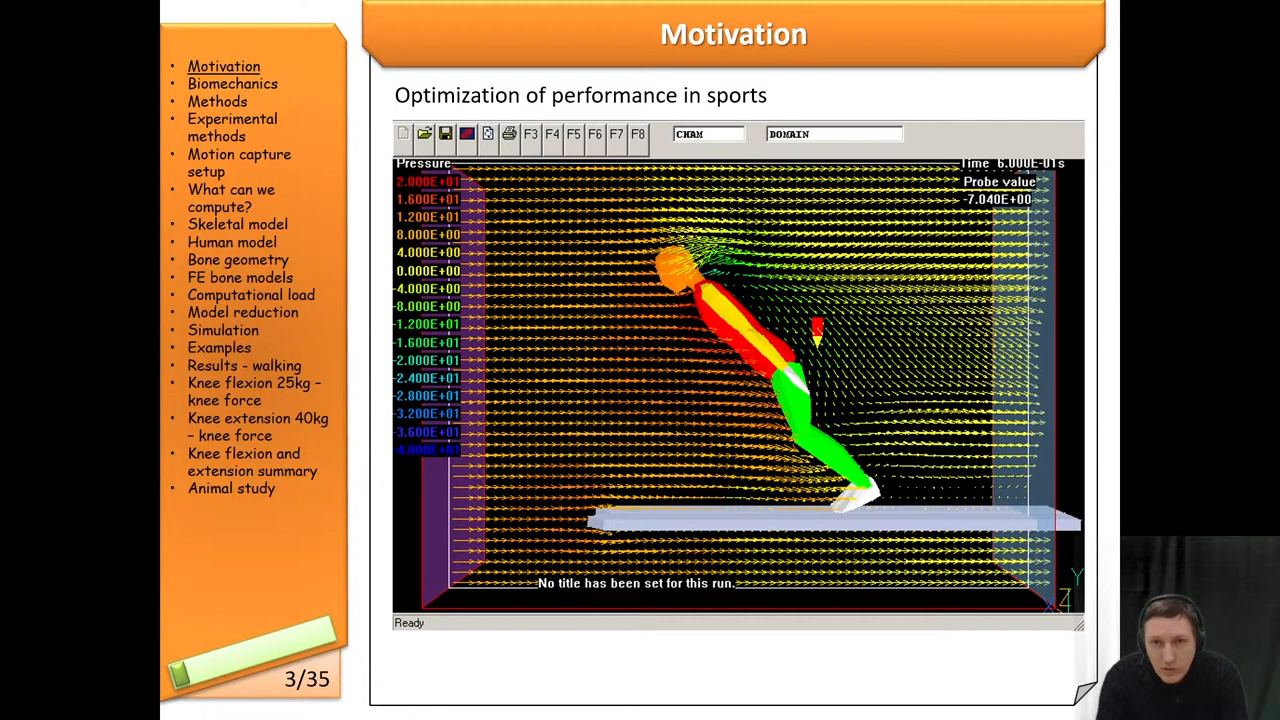 Motivation
• Motivation
• Biomechanics
• Methods
• Experimental
methods
• Motion capture
setup
• What can we
compute?
• Skeletal model
• Human model
• Bone geometry
• FE bone models
• Computational load
• Model reduction
• Simulation
• Examples
• Results - walking
• Knee flexion 25kg –
knee force
• Knee extension 40kg
– knee force
• Knee flexion and
extension summary
• Animal study
3/35
Optimization of performance in sports
F3 F4 F5 F6 F7 F8 CHAM DOMAIN
Pressure
2.000E+01
1.600E+01
1.200E+01
8.000E+00
4.000E+00
0.000E+00
-4.000E+00
-8.000E+00
-1.200E+01
-1.600E+01
-2.000E+01
-2.400E+01
-2.800E+01
-3.200E+01
-3.600E+01
-4.000E+01
Time 6.000E-01s
Probe value
-7.040E+00
No title has been set for this run.
Y
X Z
Ready